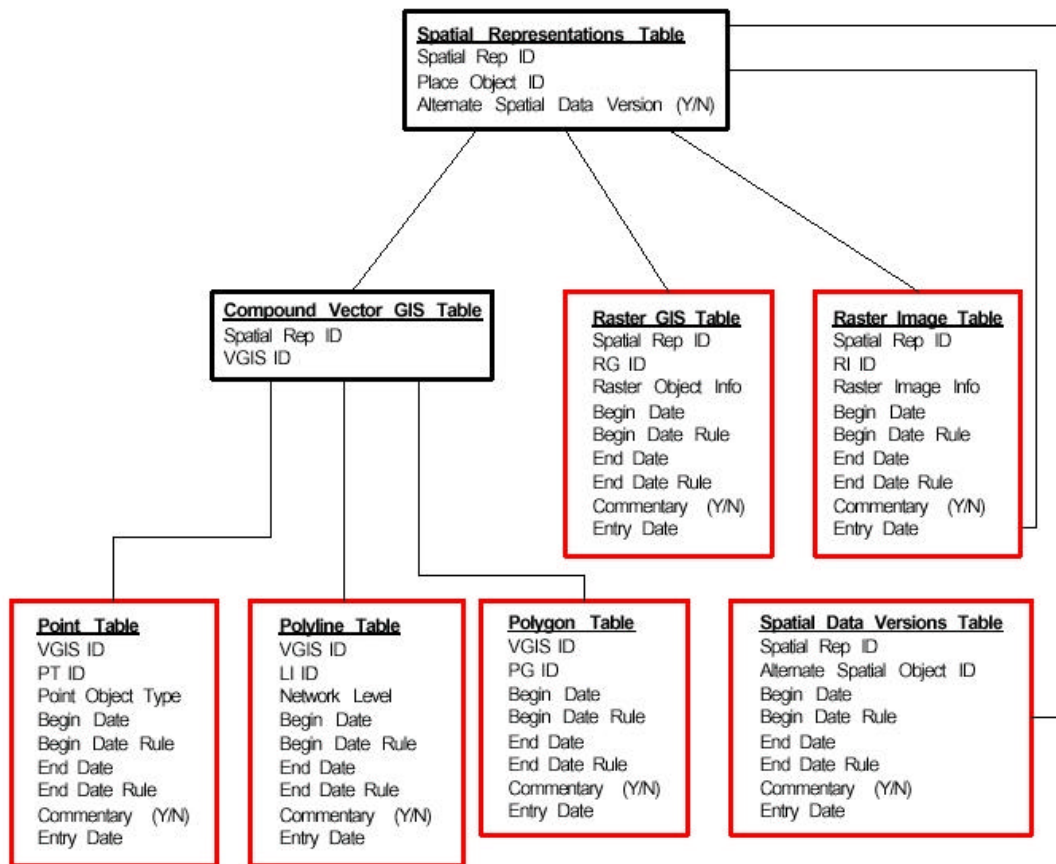 Spatial Representations Table
Spatial Rep ID
Place Object ID
Alternate Spatial Data Version (Y/N)
Compound Vector GIS Table
Spatial Rep ID
VGIS ID
Raster GIS Table
Spatial Rep ID
RG ID
Raster Object Info
Begin Date
Begin Date Rule
End Date
End Date Rule
Commentary (Y/N)
Entry Date
Raster Image Table
Spatial Rep ID
RI ID
Raster Image Info
Begin Date
Begin Date Rule
End Date
End Date Rule
Commentary (Y/N)
Entry Date
Point Table
VGIS ID
PT ID
Point Object Type
Begin Date
Begin Date Rule
End Date
End Date Rule
Commentary (Y/N)
Entry Date
Polyline Table
VGIS ID
LI ID
Network Level
Begin Date
Begin Date Rule
End Date
End Date Rule
Commentary (Y/N)
Entry Date
Polygon Table
VGIS ID
PG ID
Begin Date
Begin Date Rule
End Date
End Date Rule
Commentary (Y/N)
Entry Date
Spatial Data Versions Table
Spatial Rep ID
Alternate Spatial Object ID
Begin Date
Begin Date Rule
End Date
End Date Rule
Commentary (Y/N)
Entry Date